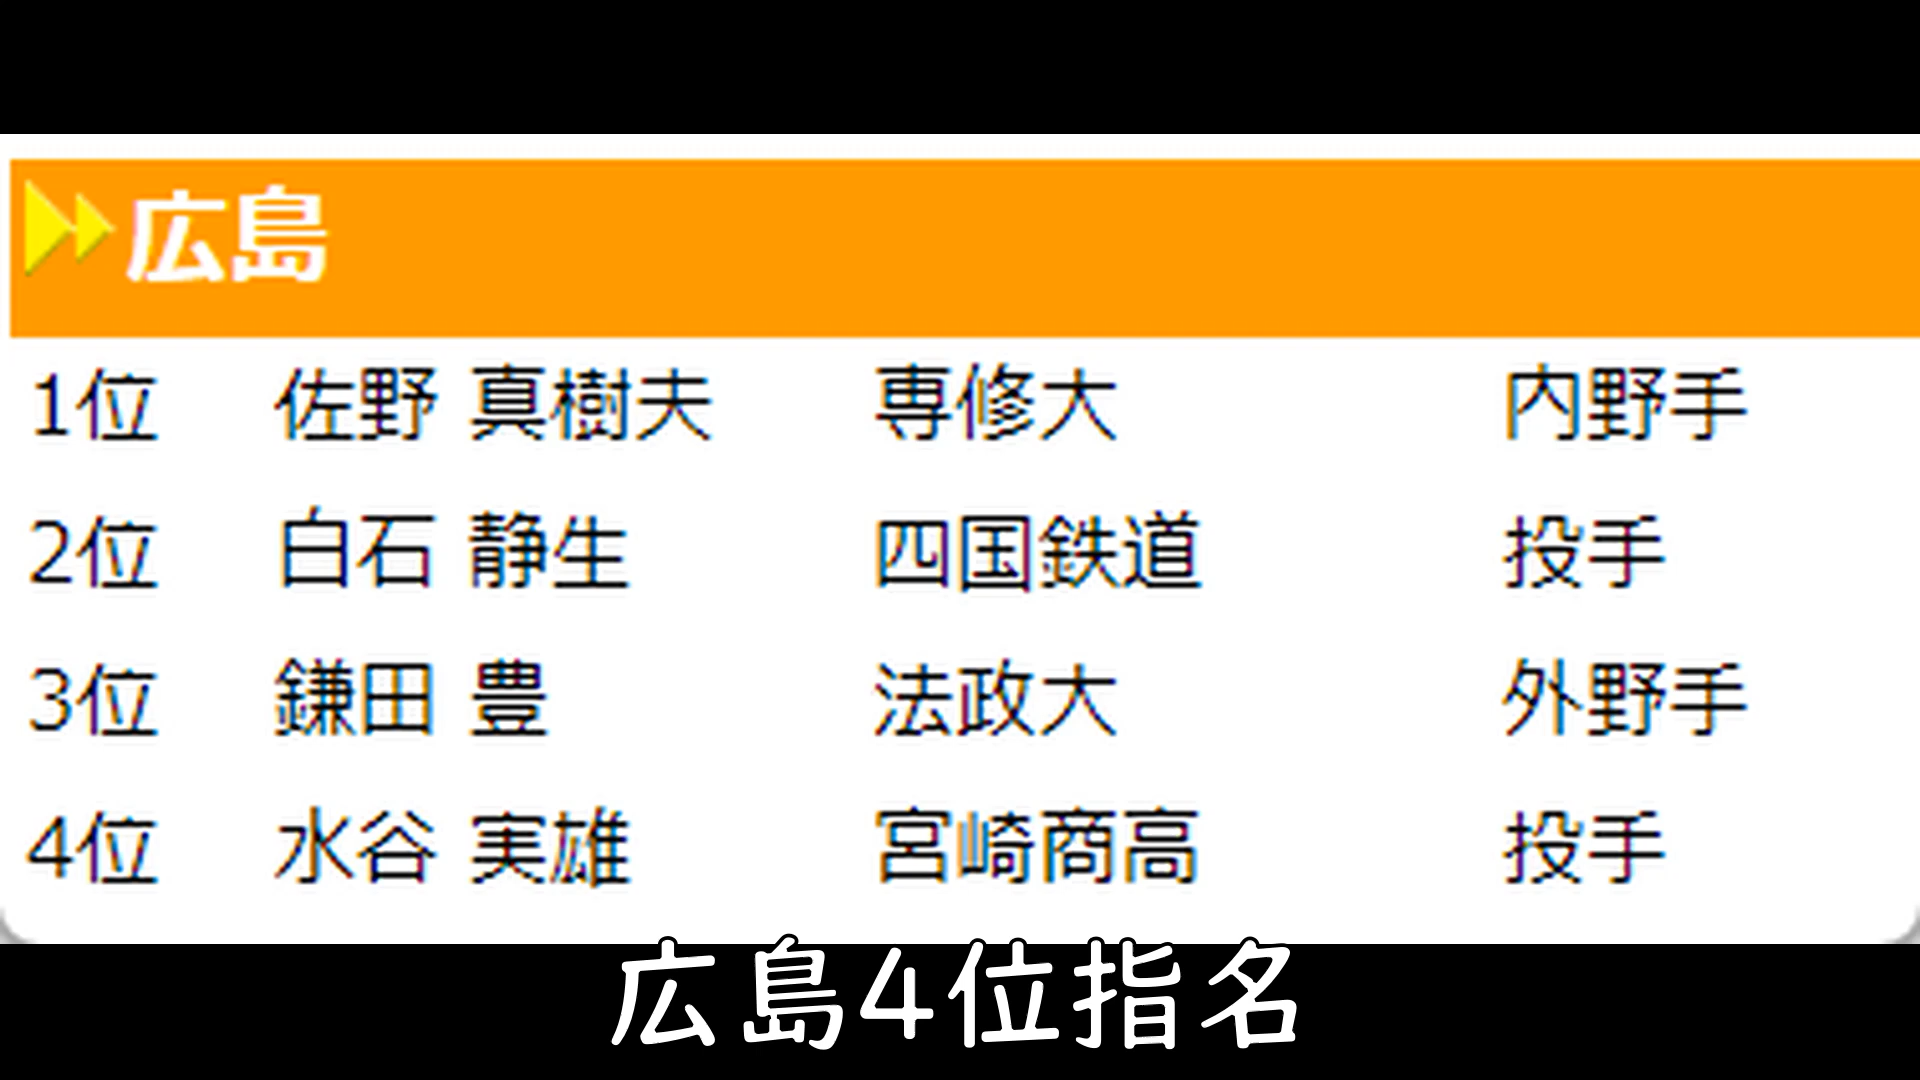 広島
1位 佐野 真樹夫 専修大 内野手
2位 白石 静生 四国鉄道 投手
3位 鎌田 豊 法政大 外野手
4位 水谷 実雄 宮崎商高 投手
広島4位指名